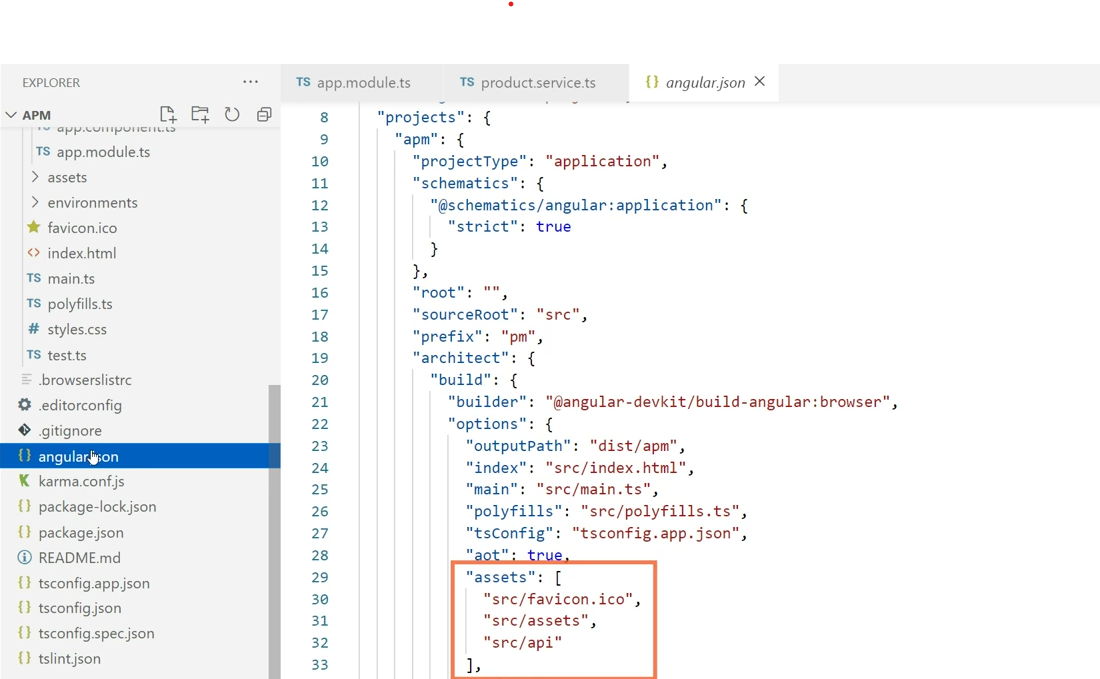 EXPLORER
APM
app.component.ts
TS app.module.ts
assets
environments
favicon.ico
<> index.html
TS main.ts
TS polyfills.ts
# styles.css
TS test.ts
.browserslistrc
.editorconfig
.gitignore
{} angular.json
karma.conf.js
{} package-lock.json
{} package.json
README.md
{} tsconfig.app.json
{} tsconfig.json
{} tsconfig.spec.json
{} tslint.json
TS app.module.ts TS product.service.ts {} angular.json
8 "projects": {
9 "apm": {
10 "projectType": "application",
11 "schematics": {
12 "@schematics/angular:application": {
13 "strict": true
14 }
15 },
16 "root": "",
17 "sourceRoot": "src",
18 "prefix": "pm",
19 "architect": {
20 "build": {
21 "builder": "@angular-devkit/build-angular:browser",
22 "options": {
23 "outputPath": "dist/apm",
24 "index": "src/index.html",
25 "main": "src/main.ts",
26 "polyfills": "src/polyfills.ts",
27 "tsConfig": "tsconfig.app.json",
28 "aot": true,
29 "assets": [
30 "src/favicon.ico",
31 "src/assets",
32 "src/api"
33 ],